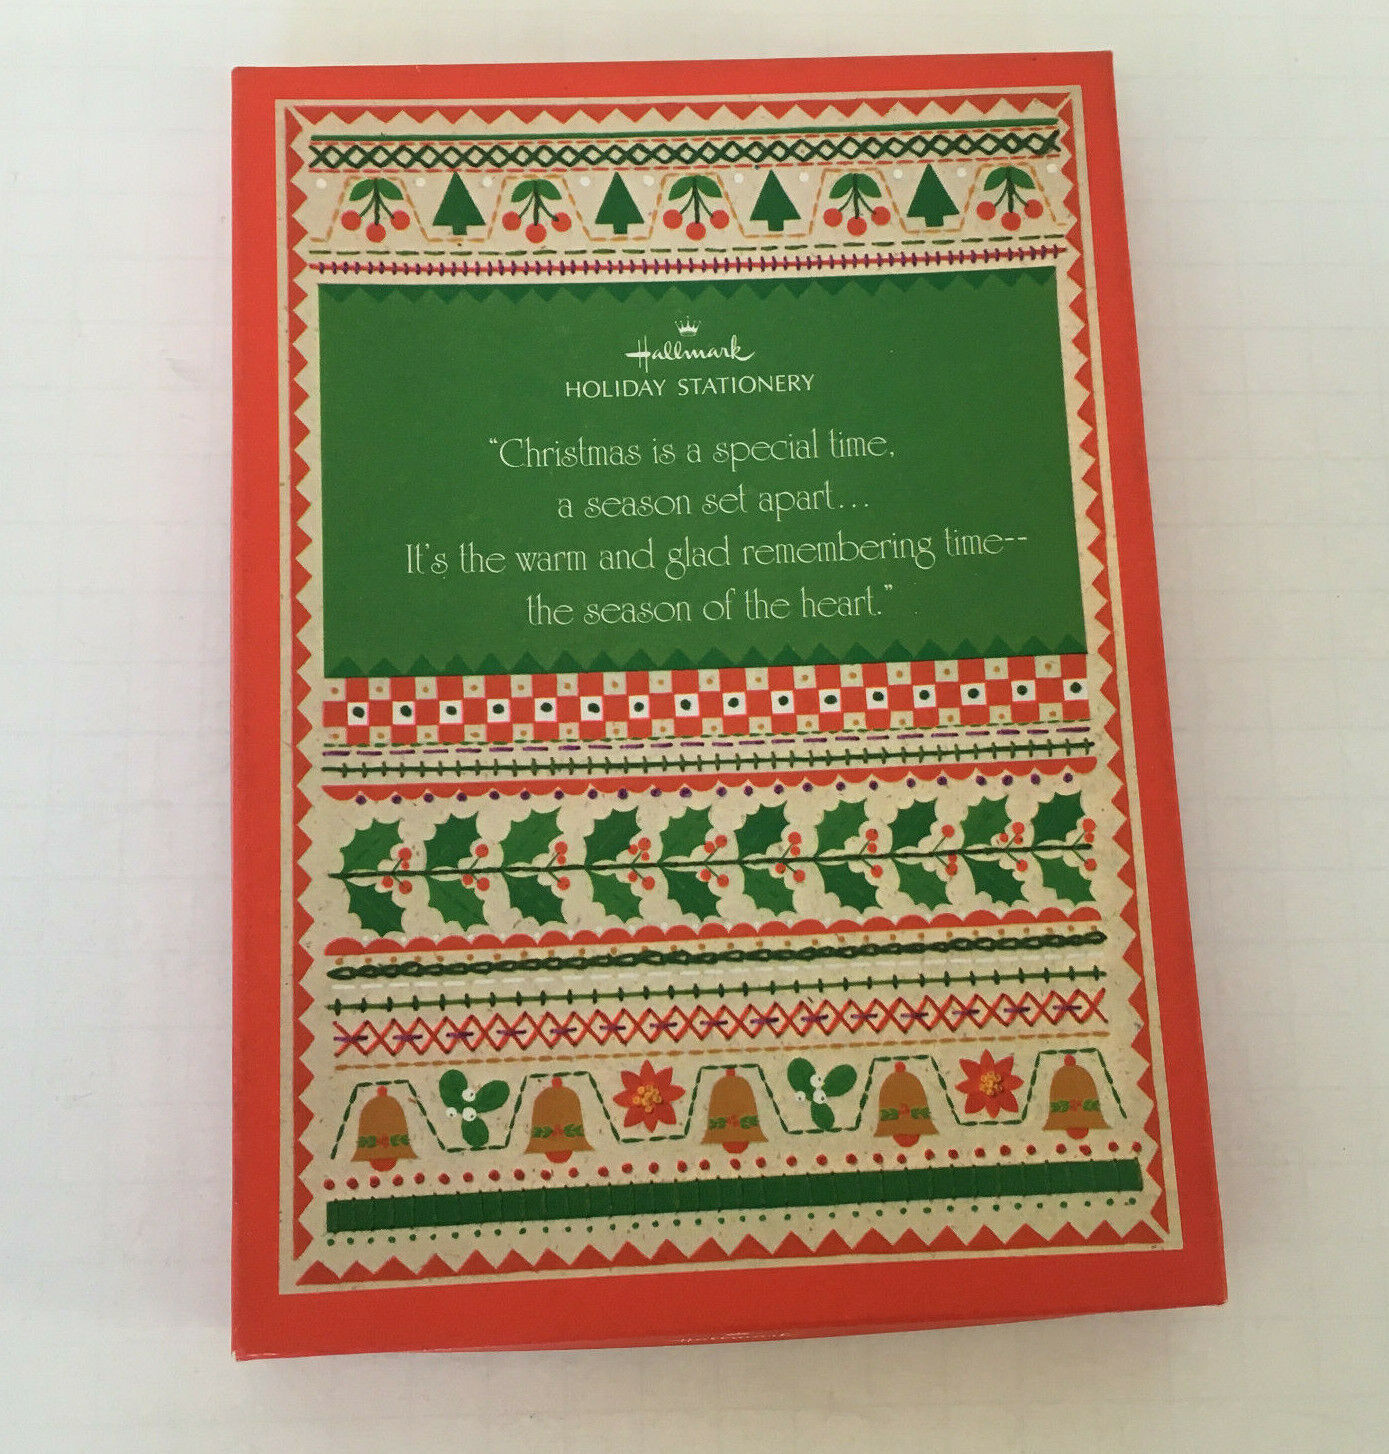 Hallmark
HOLIDAY STATIONERY
“Christmas is a special time,
a season set apart...
It's the warm and glad remembering time--
the season of the heart.”